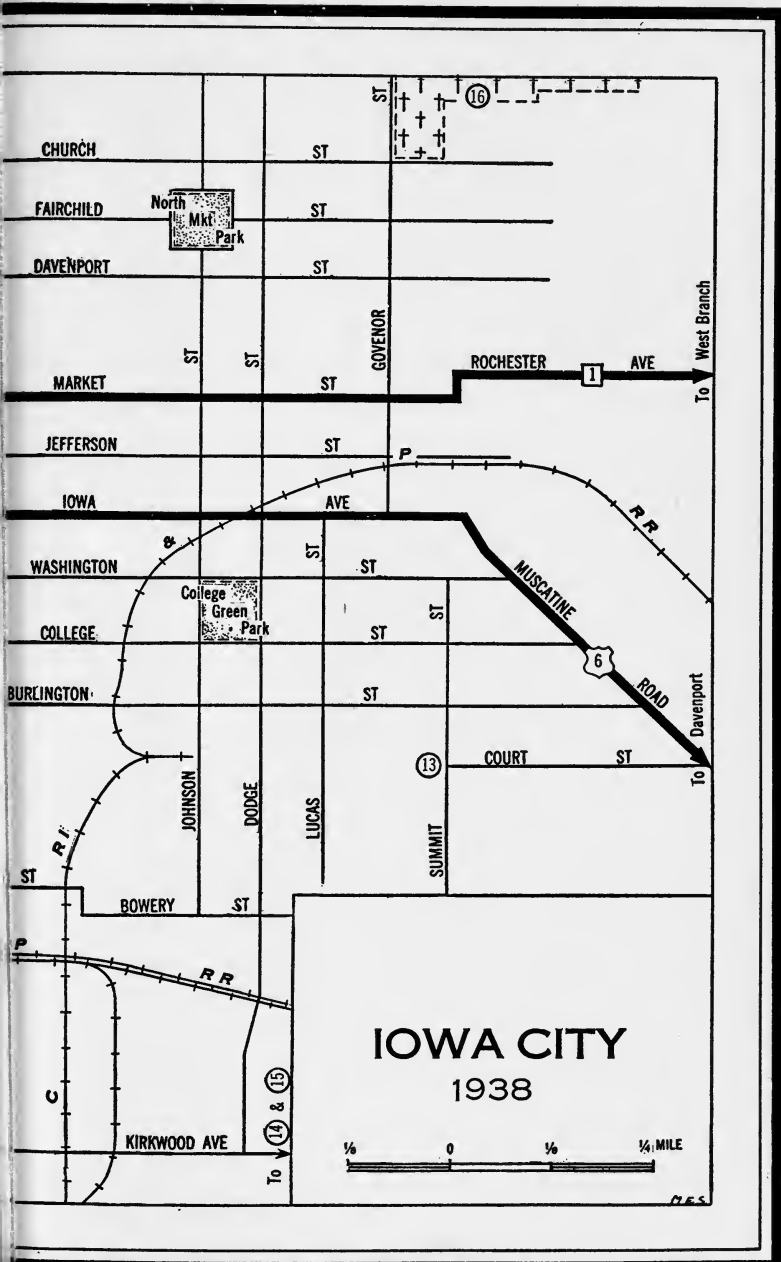 ST
16
CHURCH ST
North
Mkt
Park
FAIRCHILD ST
DAVENPORT ST
ST
ST
GOVENOR
To West Branch
ROCHESTER AVE
1
MARKET ST
JEFFERSON ST
P
RR
IOWA AVE
&
ST
WASHINGTON ST
College
Green
Park
ST
MUSCATINE ROAD
6
COLLEGE ST
BURLINGTON ST
To Davenport
13
COURT ST
JOHNSON
DODGE
LUCAS
SUMMIT
R I
ST
BOWERY ST
P
RR
C
IOWA CITY
1938
To 14 & 15
KIRKWOOD AVE
1/8 0 1/8 1/4 MILE
M.E.S.